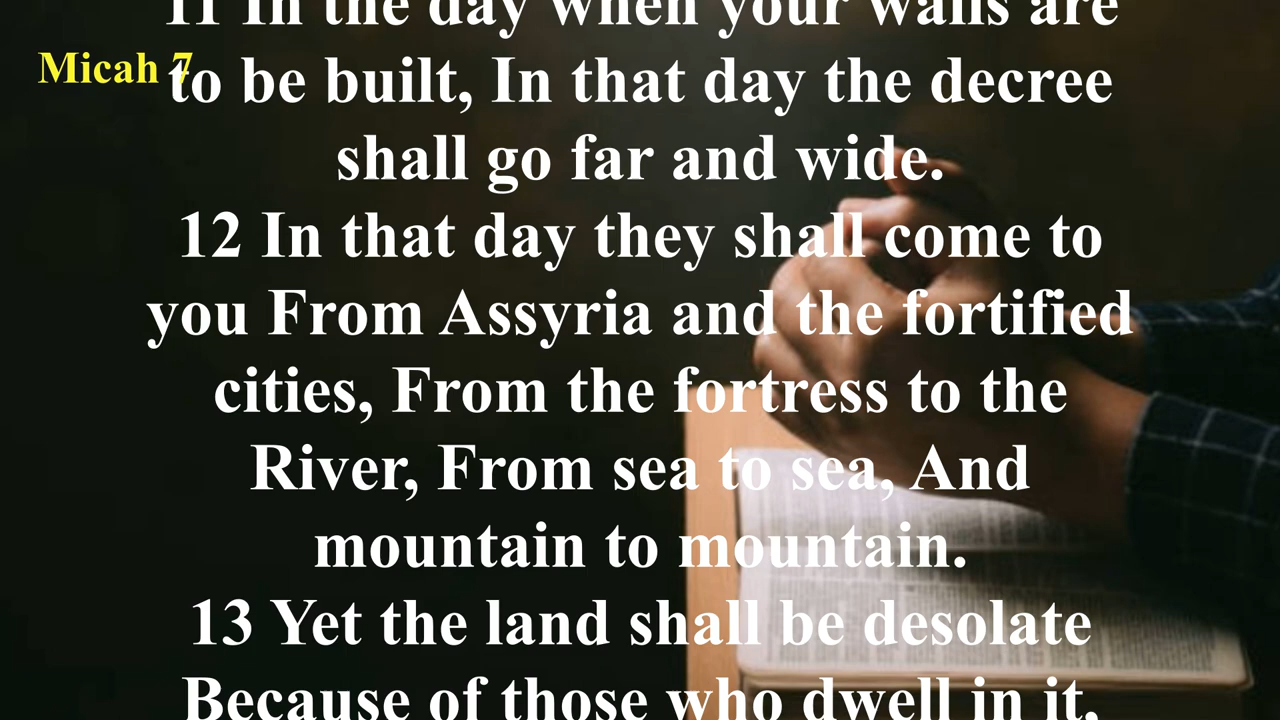 11 In the day when your walls are
Micah 7
to be built, In that day the decree
shall go far and wide.
12 In that day they shall come to
you From Assyria and the fortified
cities, From the fortress to the
River, From sea to sea, And
mountain to mountain.
13 Yet the land shall be desolate
Because of those who dwell in it,